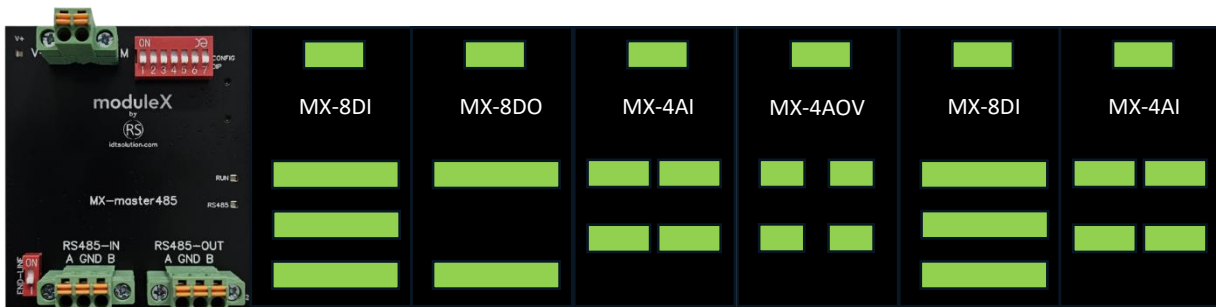 V+
V M
ON
1 2 3 4 5 6 7
CONFIG
DIP
moduleX
by
RS
idtsolution.com
RUN
MX-master485
RS485
RS485-IN RS485-OUT
A GND B A GND B
END-LINE
ON
MX-8DI MX-8DO MX-4AI MX-4AOV MX-8DI MX-4AI